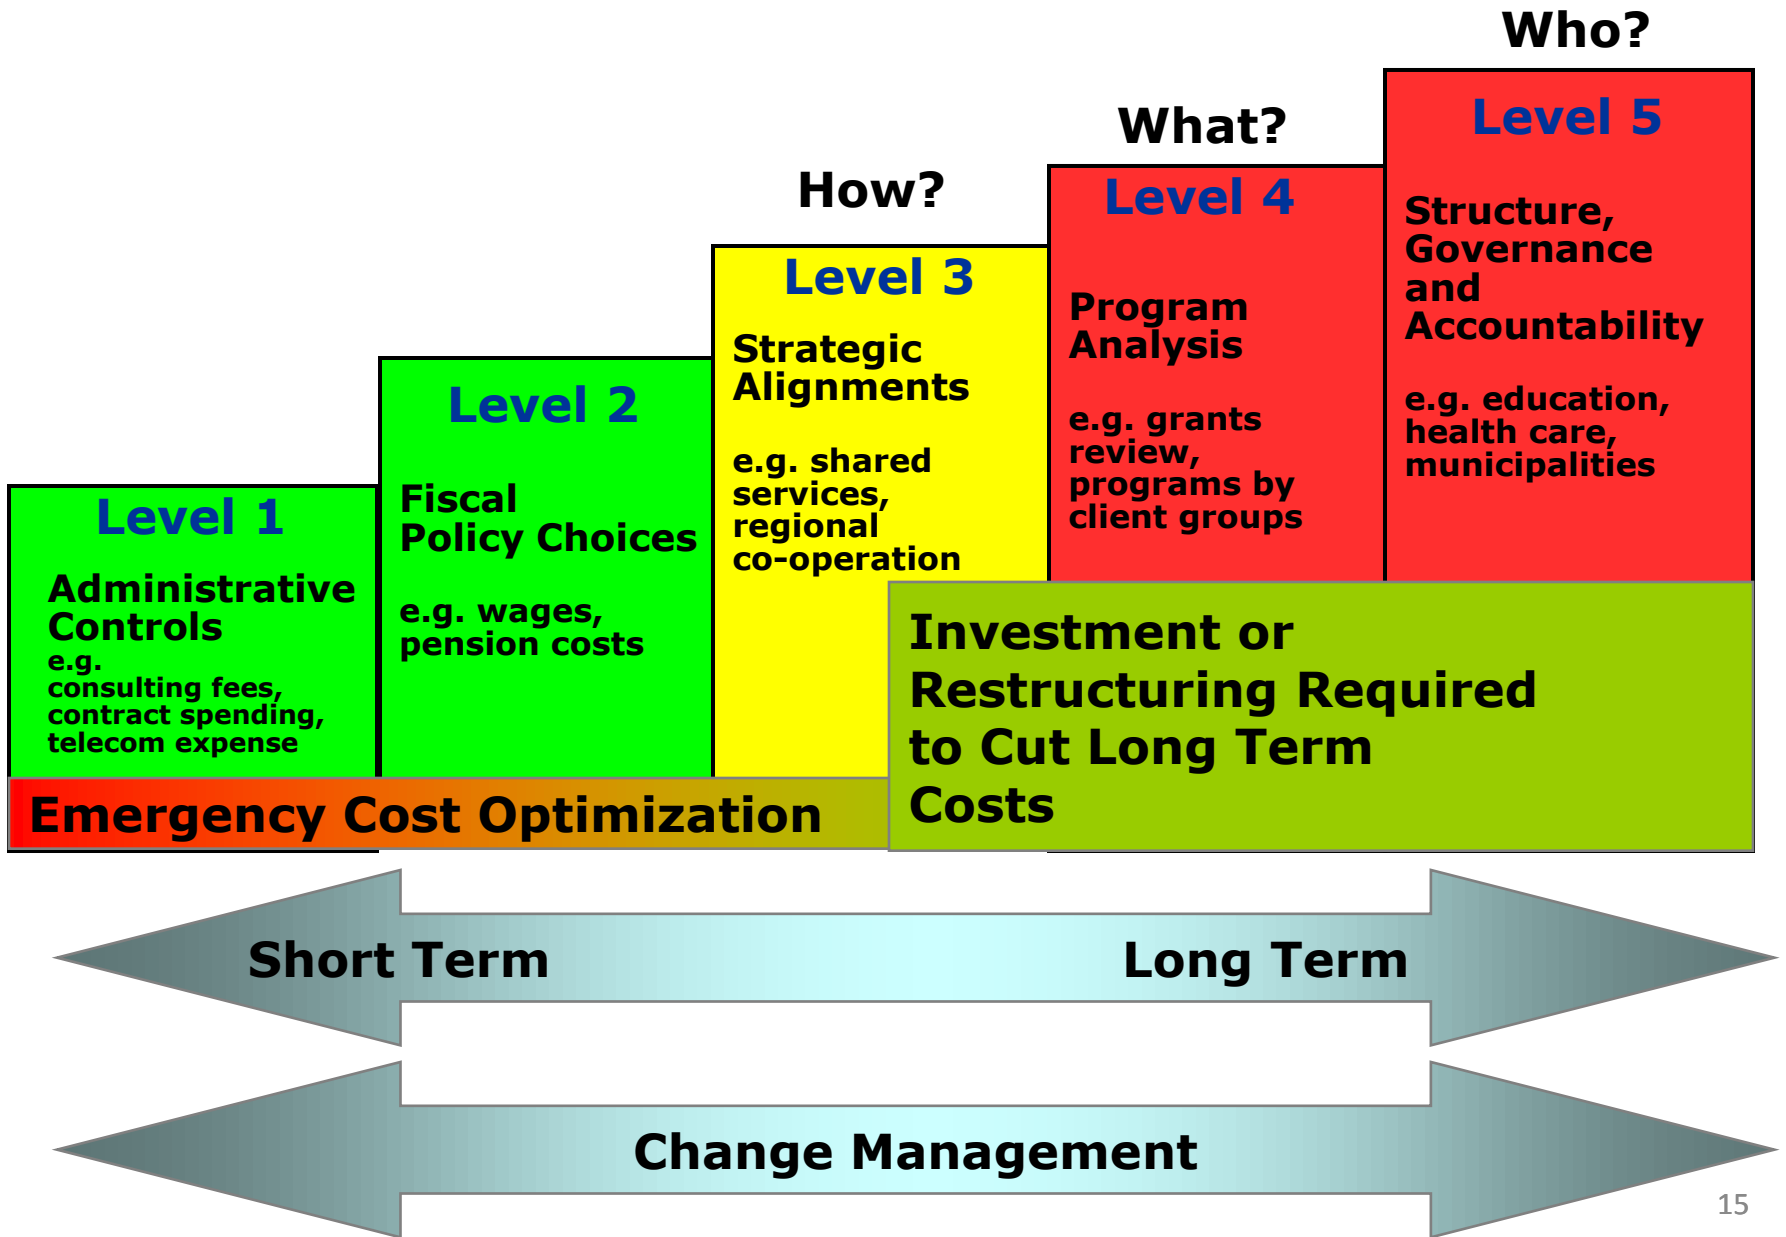 Who?
What?
How?
Level 1
Administrative
Controls
e.g.
consulting fees,
contract spending,
telecom expense
Level 2
Fiscal
Policy Choices
e.g. wages,
pension costs
Level 3
Strategic
Alignments
e.g. shared
services,
regional
co-operation
Level 4
Program
Analysis
e.g. grants
review,
programs by
client groups
Level 5
Structure,
Governance
and
Accountability
e.g. education,
health care,
municipalities
Emergency Cost Optimization
Investment or
Restructuring Required
to Cut Long Term
Costs
Short Term
Long Term
Change Management
15